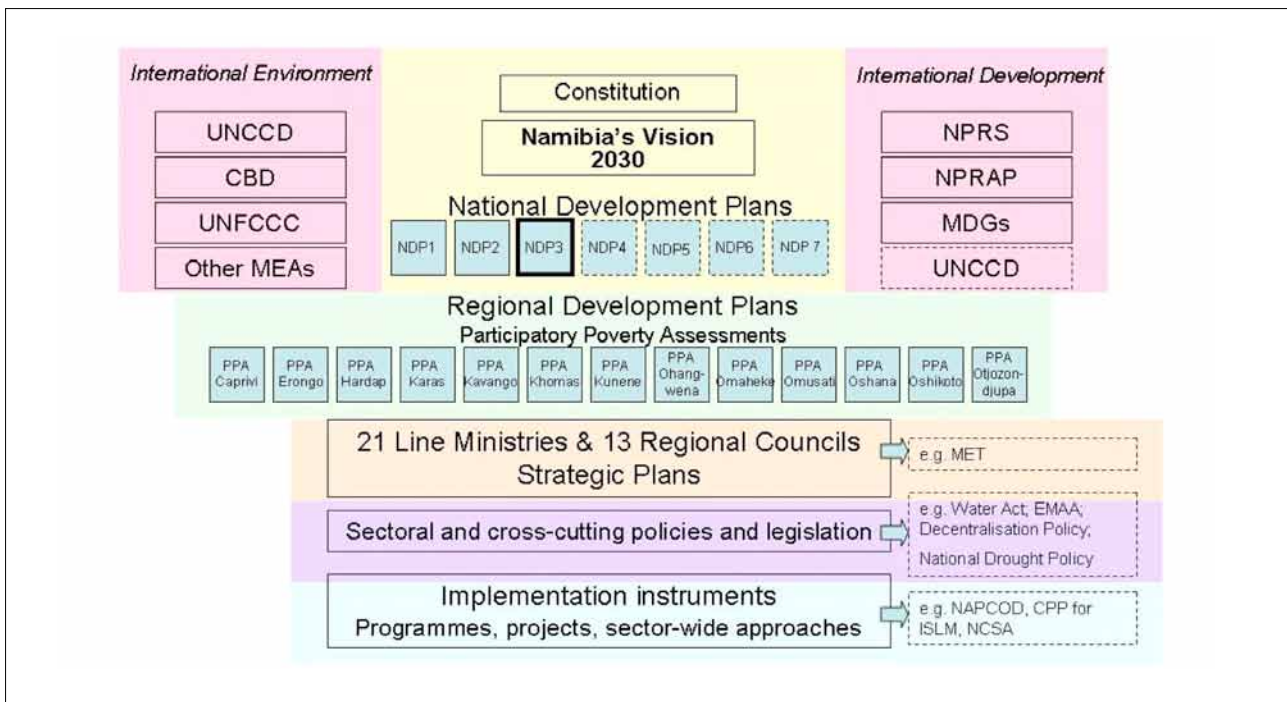 International Environment
UNCCD
CBD
UNFCCC
Other MEAs
Constitution
Namibia's Vision
2030
National Development Plans
NDP1
NDP2
NDP3
NDP4
NDP5
NDP6
NDP 7
International Development
NPRS
NPRAP
MDGs
UNCCD
Regional Development Plans
Participatory Poverty Assessments
PPA
Caprivi
PPA
Erongo
PPA
Hardap
PPA
Karas
PPA
Kavango
PPA
Khomas
PPA
Kunene
PPA
Ohang-
wena
PPA
Omaheke
PPA
Omusati
PPA
Oshana
PPA
Oshikoto
PPA
Otjozon-
djupa
21 Line Ministries & 13 Regional Councils
Strategic Plans
e.g. MET
Sectoral and cross-cutting policies and legislation
e.g. Water Act; EMAA;
Decentralisation Policy;
National Drought Policy
Implementation instruments
Programmes, projects, sector-wide approaches
e.g. NAPCOD, CPP for
ISLM, NCSA